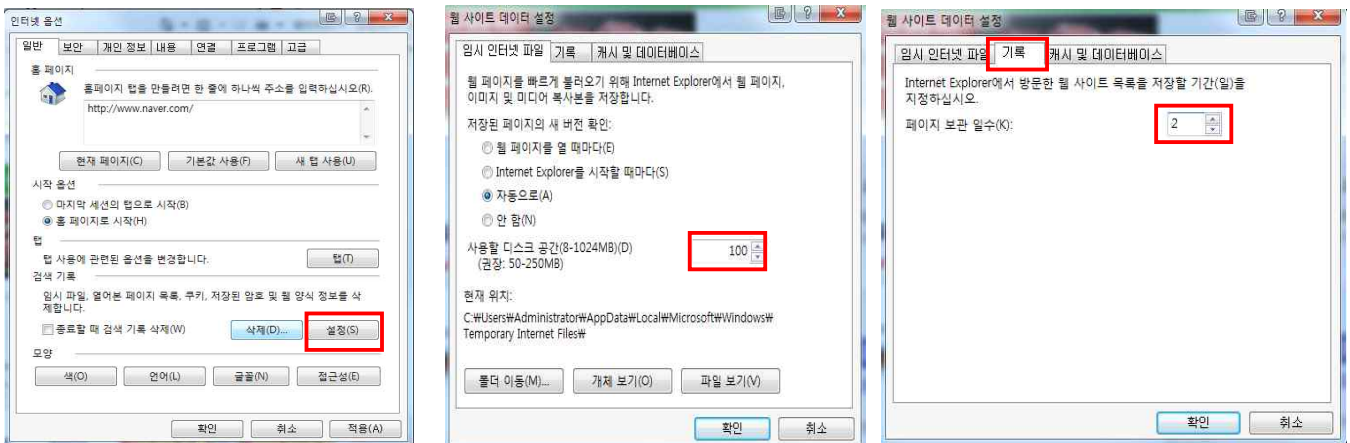 인터넷 옵션
일반 보안 개인 정보 내용 연결 프로그램 고급
홈 페이지
홈페이지 탭을 만들려면 한 줄에 하나씩 주소를 입력하십시오(R).
http://www.naver.com/
현재 페이지(C) 기본값 사용(F) 새 탭 사용(U)
시작 옵션
마지막 세션의 탭으로 시작(B)
홈 페이지로 시작(H)
탭
탭 사용에 관련된 옵션을 변경합니다. 탭(T)
검색 기록
임시 파일, 열어본 페이지 목록, 쿠키, 저장된 암호 및 웹 양식 정보를 삭
제합니다.
종료할 때 검색 기록 삭제(W) 삭제(D)... 설정(S)
모양
색(O) 언어(L) 글꼴(N) 접근성(E)
확인 취소 적용(A)
웹 사이트 데이터 설정
임시 인터넷 파일 기록 캐시 및 데이터베이스
웹 페이지를 빠르게 불러오기 위해 Internet Explorer에서 웹 페이지,
이미지 및 미디어 복사본을 저장합니다.
저장된 페이지의 새 버전 확인:
웹 페이지를 열 때마다(E)
Internet Explorer를 시작할 때마다(S)
자동으로(A)
안 함(N)
사용할 디스크 공간(8-1024MB)(D) 100
(권장: 50-250MB)
현재 위치:
C:₩Users₩Administrator₩AppData₩Local₩Microsoft₩Windows₩
Temporary Internet Files₩
폴더 이동(M)... 개체 보기(O) 파일 보기(V)
확인 취소
웹 사이트 데이터 설정
임시 인터넷 파일 기록 캐시 및 데이터베이스
Internet Explorer에서 방문한 웹 사이트 목록을 저장할 기간(일)을
지정하십시오.
페이지 보관 일수(K): 2
확인 취소